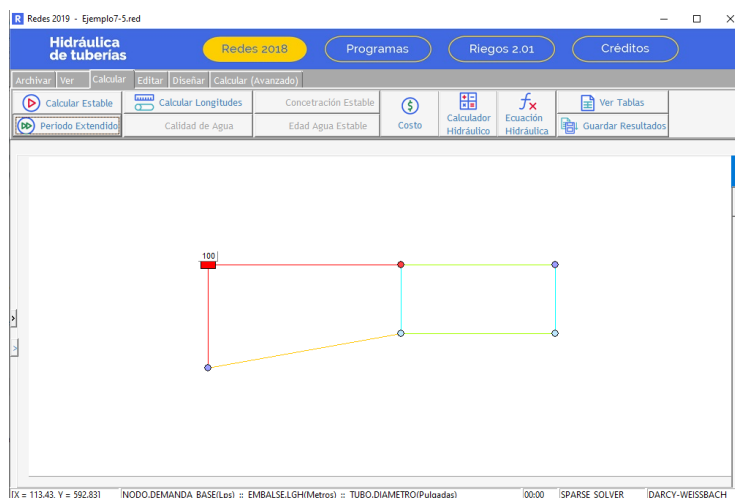 R Redes 2019 - Ejemplo7-5.red
Hidráulica
de tuberías
Redes 2018
Programas
Riegos 2.01
Créditos
Archivar Ver Calcular Editar Diseñar Calcular (Avanzado)
Calcular Estable
Calcular Longitudes
Concetración Estable
Periodo Extendido
Calidad de Agua
Edad Agua Estable
Costo
Calculador
Hidráulico
Ecuación
Hidráulica
Ver Tablas
Guardar Resultados
100
[X = 113.43, Y = 592.83] NODO.DEMANDA BASE(Lps) :: EMBALSE.LGH(Metros) :: TUBO.DIAMETRO(Pulgadas) 00:00 SPARSE SOLVER DARCY-WEISSBACH